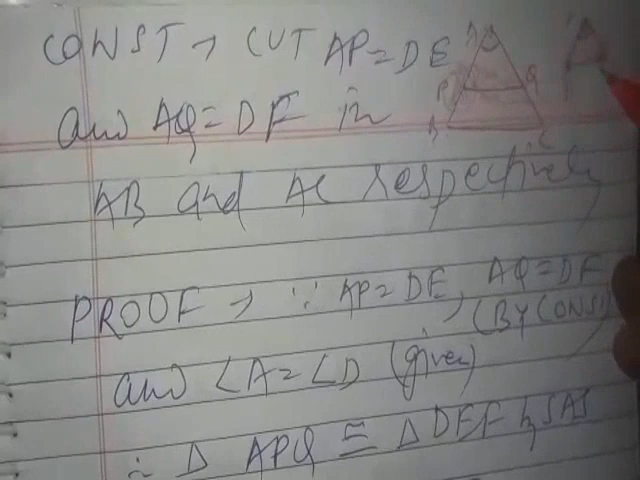 CONST → CUT AP=DE
and AQ=DF in
AB and AC respectively
PROOF → ∵ AP=DE, AQ=DF
(BY CONST)
and ∠A=∠D (given)
∴ Δ APQ ≅ Δ DEF by SAS
A
P Q
B C